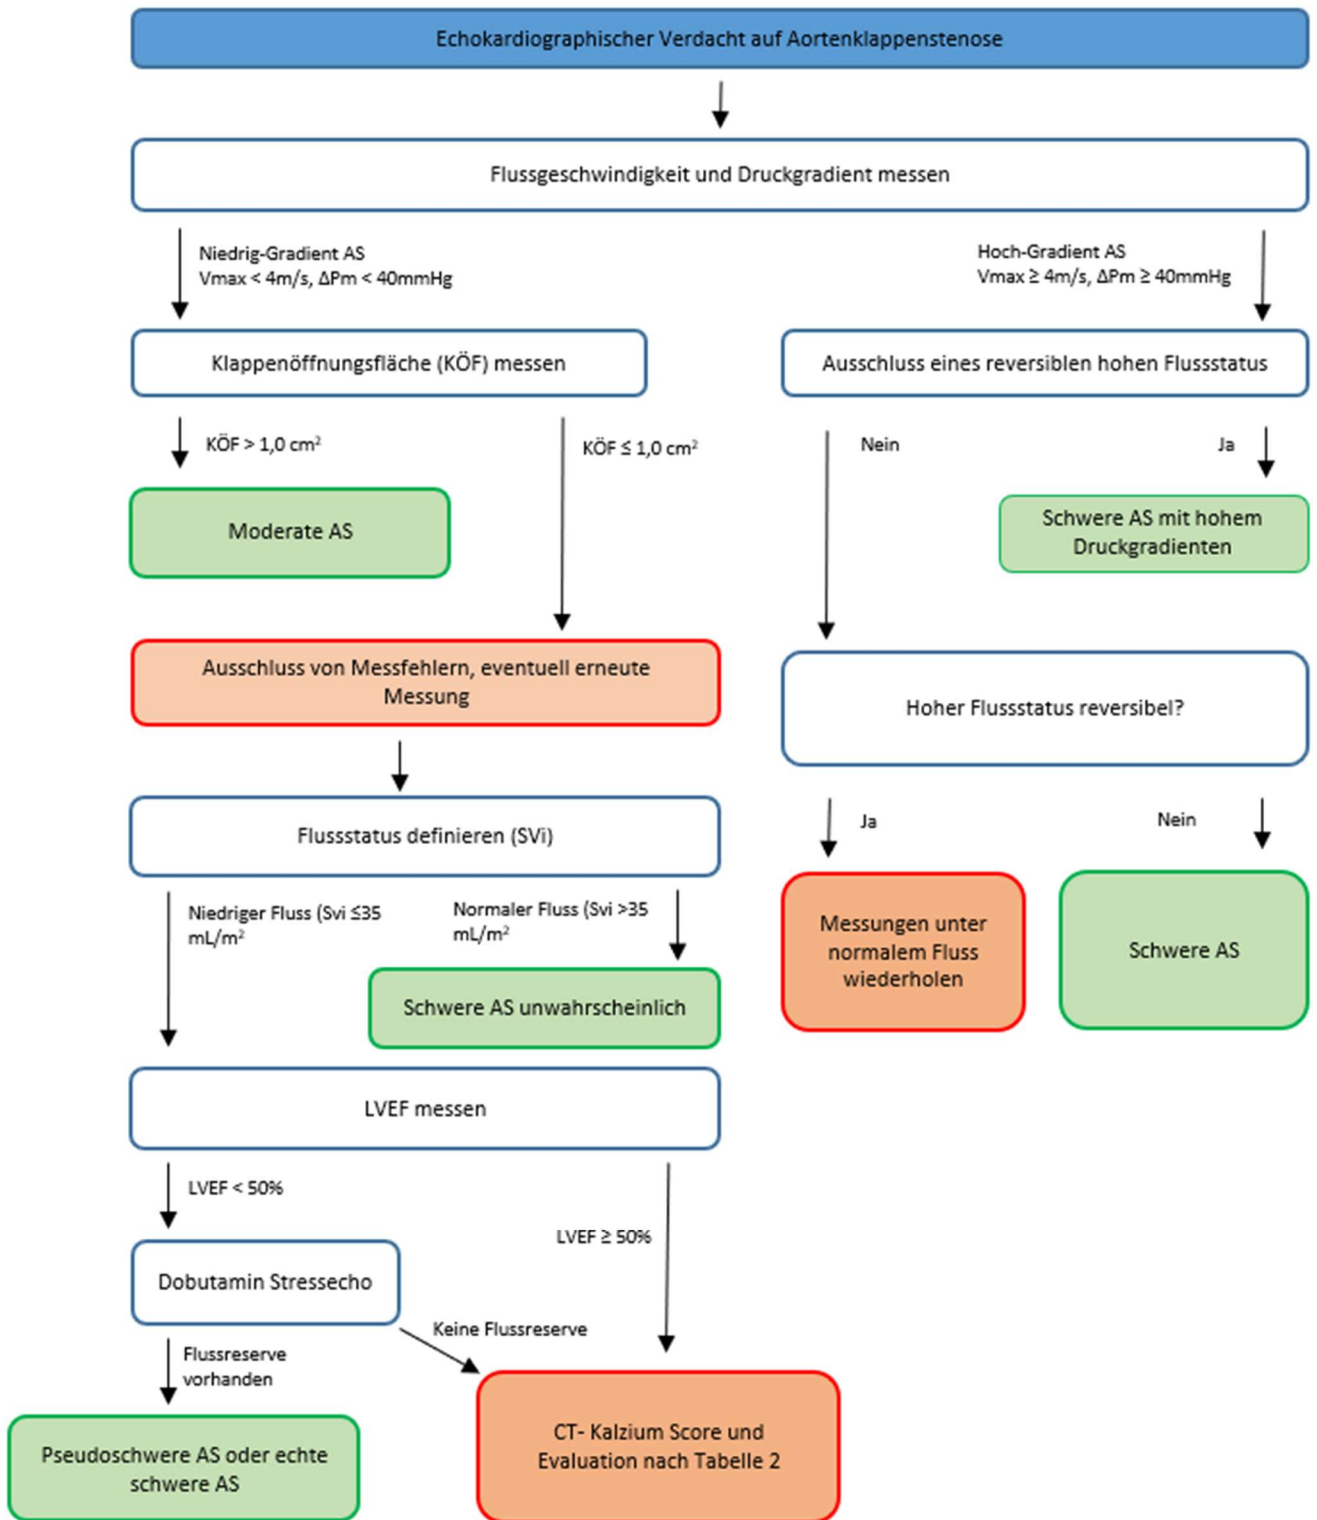 Echokardiographischer Verdacht auf Aortenklappenstenose
Flussgeschwindigkeit und Druckgradient messen
Niedrig-Gradient AS
Vmax < 4m/s, ΔPm < 40mmHg
Hoch-Gradient AS
Vmax ≥ 4m/s, ΔPm ≥ 40mmHg
Klappenöffnungsfläche (KÖF) messen
Ausschluss eines reversiblen hohen Flussstatus
KÖF > 1,0 cm²
KÖF ≤ 1,0 cm²
Nein
Ja
Moderate AS
Schwere AS mit hohem
Druckgradienten
Ausschluss von Messfehlern, eventuell erneute
Messung
Hoher Flussstatus reversibel?
Flussstatus definieren (SVi)
Ja
Nein
Niedriger Fluss (Svi ≤35
mL/m²
Normaler Fluss (Svi >35
mL/m²
Messungen unter
normalem Fluss
wiederholen
Schwere AS
Schwere AS unwahrscheinlich
LVEF messen
LVEF < 50%
LVEF ≥ 50%
Dobutamin Stressecho
Keine Flussreserve
Flussreserve
vorhanden
Pseudoschwere AS oder echte
schwere AS
CT- Kalzium Score und
Evaluation nach Tabelle 2